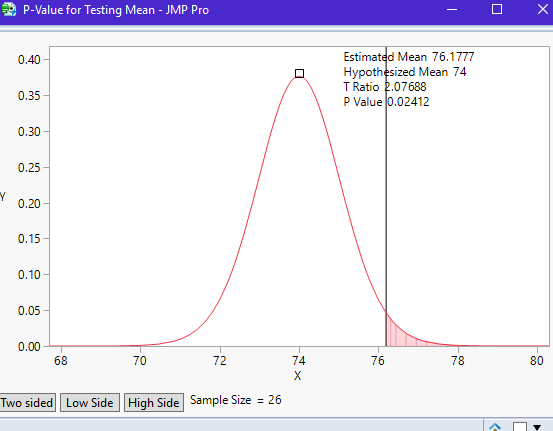 P-Value for Testing Mean - JMP Pro
Estimated Mean 76.1777
Hypothesized Mean 74
T Ratio 2.07688
P Value 0.02412
0.40
0.35
0.30
0.25
0.20
Y
0.15
0.10
0.05
0.00
68 70 72 74 76 78 80
X
Two sided Low Side High Side Sample Size = 26